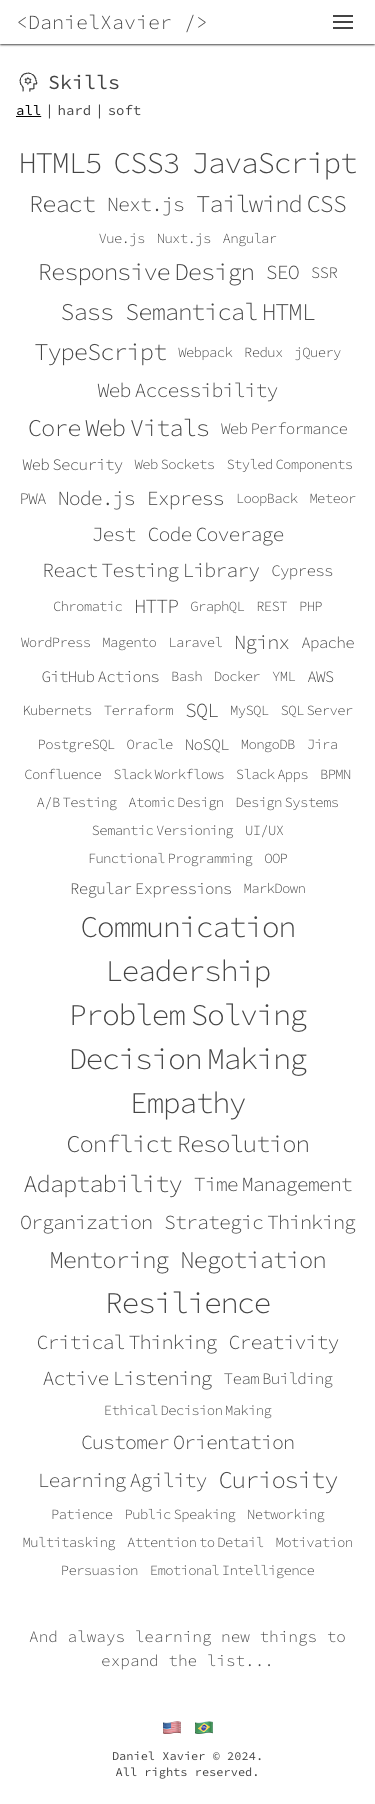 <DanielXavier />
Skills
all | hard | soft
HTML5 CSS3 JavaScript
React Next.js Tailwind CSS
Vue.js Nuxt.js Angular
Responsive Design SEO SSR
Sass Semantical HTML
TypeScript Webpack Redux jQuery
Web Accessibility
Core Web Vitals Web Performance
Web Security Web Sockets Styled Components
PWA Node.js Express LoopBack Meteor
Jest Code Coverage
React Testing Library Cypress
Chromatic HTTP GraphQL REST PHP
WordPress Magento Laravel Nginx Apache
GitHub Actions Bash Docker YML AWS
Kubernets Terraform SQL MySQL SQL Server
PostgreSQL Oracle NoSQL MongoDB Jira
Confluence Slack Workflows Slack Apps BPMN
A/B Testing Atomic Design Design Systems
Semantic Versioning UI/UX
Functional Programming OOP
Regular Expressions MarkDown
Communication
Leadership
Problem Solving
Decision Making
Empathy
Conflict Resolution
Adaptability Time Management
Organization Strategic Thinking
Mentoring Negotiation
Resilience
Critical Thinking Creativity
Active Listening Team Building
Ethical Decision Making
Customer Orientation
Learning Agility Curiosity
Patience Public Speaking Networking
Multitasking Attention to Detail Motivation
Persuasion Emotional Intelligence
And always learning new things to
expand the list...
Daniel Xavier © 2024.
All rights reserved.